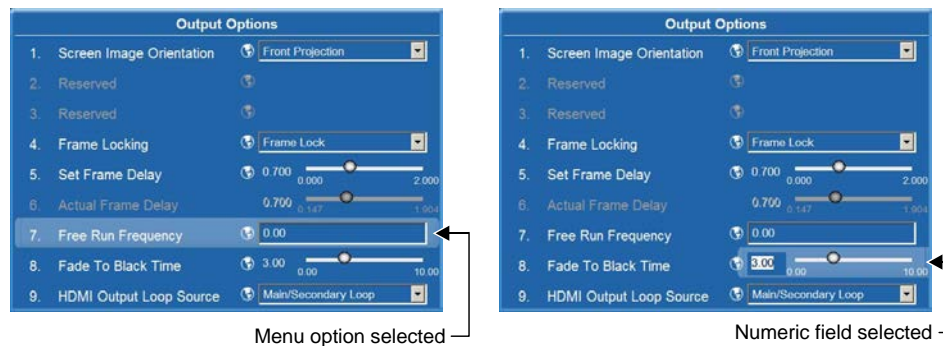 Output Options
1. Screen Image Orientation Front Projection
2. Reserved
3. Reserved
4. Frame Locking Frame Lock
5. Set Frame Delay 0.700 0.000 2.000
6. Actual Frame Delay 0.700 0.147 1.904
7. Free Run Frequency 0.00
8. Fade To Black Time 3.00 0.00 10.00
9. HDMI Output Loop Source Main/Secondary Loop
Menu option selected
Output Options
1. Screen Image Orientation Front Projection
2. Reserved
3. Reserved
4. Frame Locking Frame Lock
5. Set Frame Delay 0.700 0.000 2.000
6. Actual Frame Delay 0.700 0.147 1.904
7. Free Run Frequency 0.00
8. Fade To Black Time 3.00 0.00 10.00
9. HDMI Output Loop Source Main/Secondary Loop
Numeric field selected